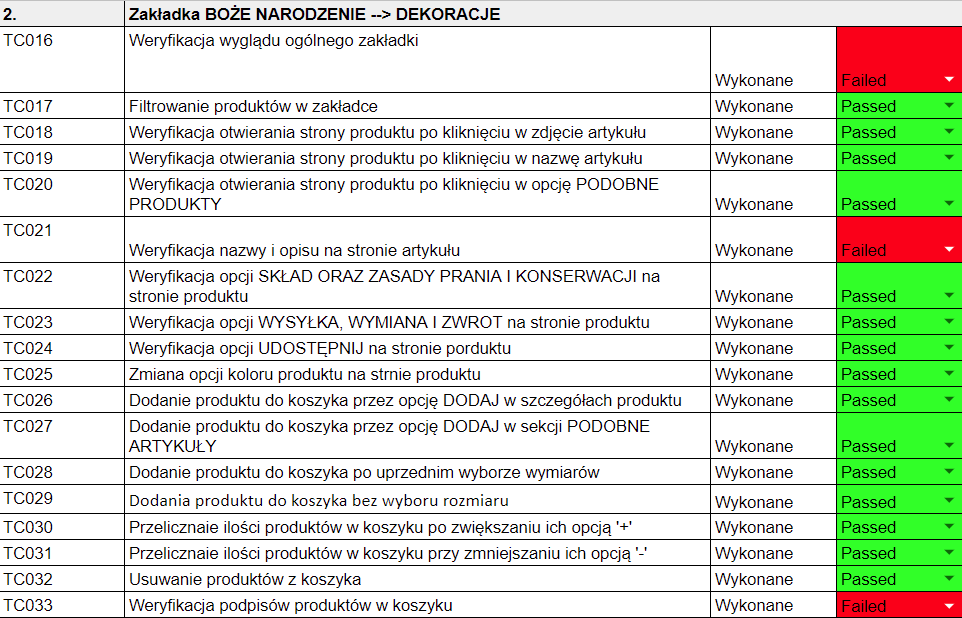 2. Zakładka BOŻE NARODZENIE --> DEKORACJE
TC016 Weryfikacja wyglądu ogólnego zakładki
Wykonane Failed
TC017 Filtrowanie produktów w zakładce Wykonane Passed
TC018 Weryfikacja otwierania strony produktu po kliknięciu w zdjęcie artykułu Wykonane Passed
TC019 Weryfikacja otwierania strony produktu po kliknięciu w nazwę artykułu Wykonane Passed
TC020 Weryfikacja otwierania strony produktu po kliknięciu w opcję PODOBNE
PRODUKTY Wykonane Passed
TC021
Weryfikacja nazwy i opisu na stronie artykułu Wykonane Failed
TC022 Weryfikacja opcji SKŁAD ORAZ ZASADY PRANIA I KONSERWACJI na
stronie produktu Wykonane Passed
TC023 Weryfikacja opcji WYSYŁKA, WYMIANA I ZWROT na stronie produktu Wykonane Passed
TC024 Weryfikacja opcji UDOSTĘPNIJ na stronie porduktu Wykonane Passed
TC025 Zmiana opcji koloru produktu na strnie produktu Wykonane Passed
TC026 Dodanie produktu do koszyka przez opcję DODAJ w szczegółach produktu Wykonane Passed
TC027 Dodanie produktu do koszyka przez opcję DODAJ w sekcji PODOBNE
ARTYKUŁY Wykonane Passed
TC028 Dodanie produktu do koszyka po uprzednim wyborze wymiarów Wykonane Passed
TC029 Dodania produktu do koszyka bez wyboru rozmiaru Wykonane Passed
TC030 Przelicznaie ilości produktów w koszyku po zwiększaniu ich opcją '+' Wykonane Passed
TC031 Przelicznaie ilości produktów w koszyku przy zmniejszaniu ich opcją '-' Wykonane Passed
TC032 Usuwanie produktów z koszyka Wykonane Passed
TC033 Weryfikacja podpisów produktów w koszyku Wykonane Failed